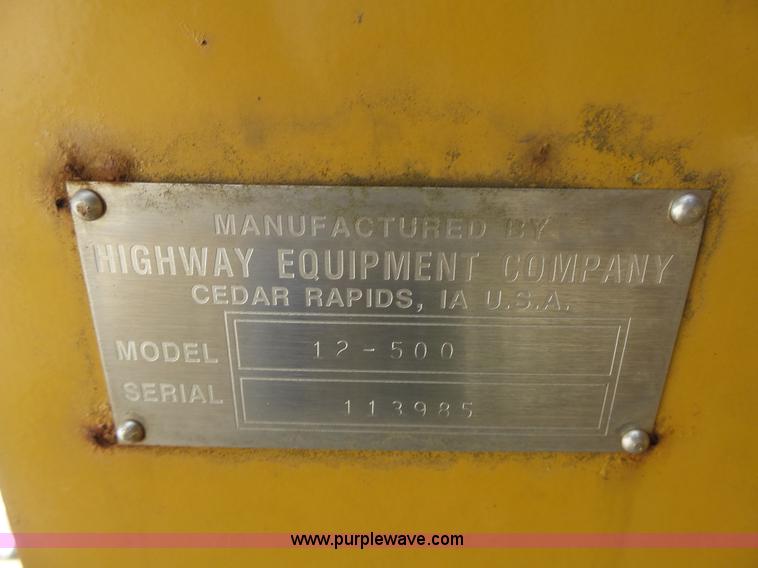 MANUFACTURED BY
HIGHWAY EQUIPMENT COMPANY
CEDAR RAPIDS, IA U.S.A.
MODEL 12-500
SERIAL 113985
www.purplewave.com